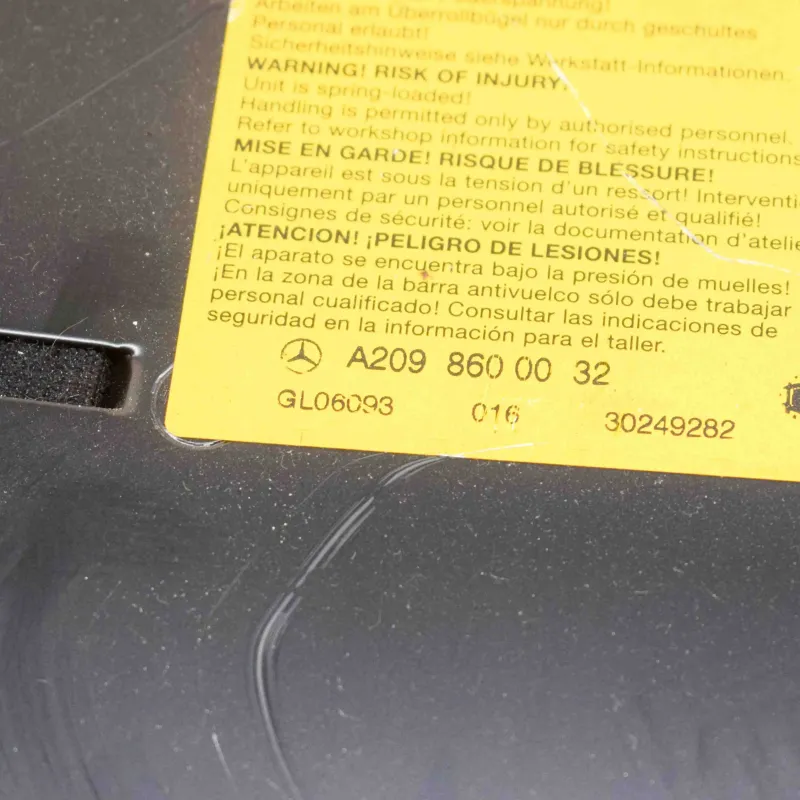 Arbeiten am Überrollbügel nur durch geschultes
Personal erlaubt!
Sicherheitshinweise siehe Werkstatt-Informationen.
WARNING! RISK OF INJURY!
Unit is spring-loaded!
Handling is permitted only by authorised personnel.
Refer to workshop information for safety instructions
MISE EN GARDE! RISQUE DE BLESSURE!
L'appareil est sous la tension d'un ressort! Interventi
uniquement par un personnel autorisé et qualifié!
Consignes de sécurité: voir la documentation d'atelie
¡ATENCION! ¡PELIGRO DE LESIONES!
¡El aparato se encuentra bajo la presión de muelles!
¡En la zona de la barra antivuelco sólo debe trabajar
personal cualificado! Consultar las indicaciones de
seguridad en la información para el taller.
A209 860 00 32
GL06093 016 30249282